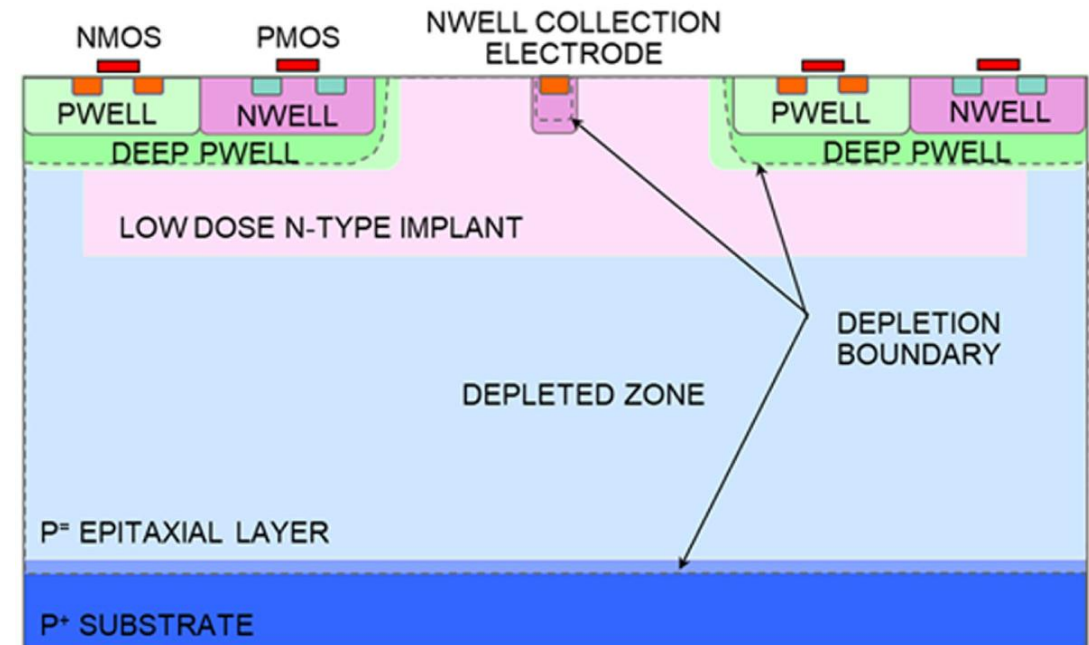 NMOS
PMOS
NWELL COLLECTION
ELECTRODE
PWELL
NWELL
PWELL
NWELL
DEEP PWELL
DEEP PWELL
LOW DOSE N-TYPE IMPLANT
DEPLETION
BOUNDARY
DEPLETED ZONE
P⁼ EPITAXIAL LAYER
P⁺ SUBSTRATE